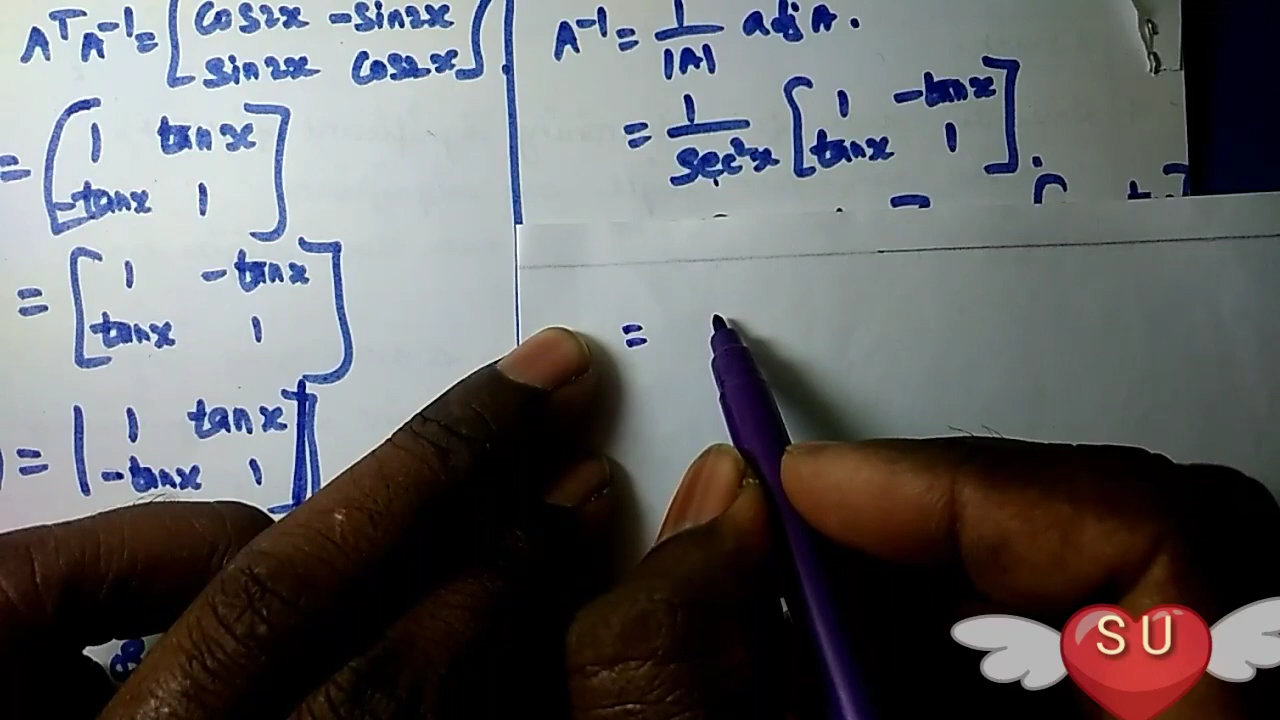 AᵀA⁻¹ = [cos2x -sin2x
sin2x cos2x].
= [1 tanx
-tanx 1]
= [1 -tanx
tanx 1]
= |1 tanx
-tanx 1|
A⁻¹ = 1/|A| adj A.
= 1/sec²x [1 -tanx
tanx 1].
=
SU